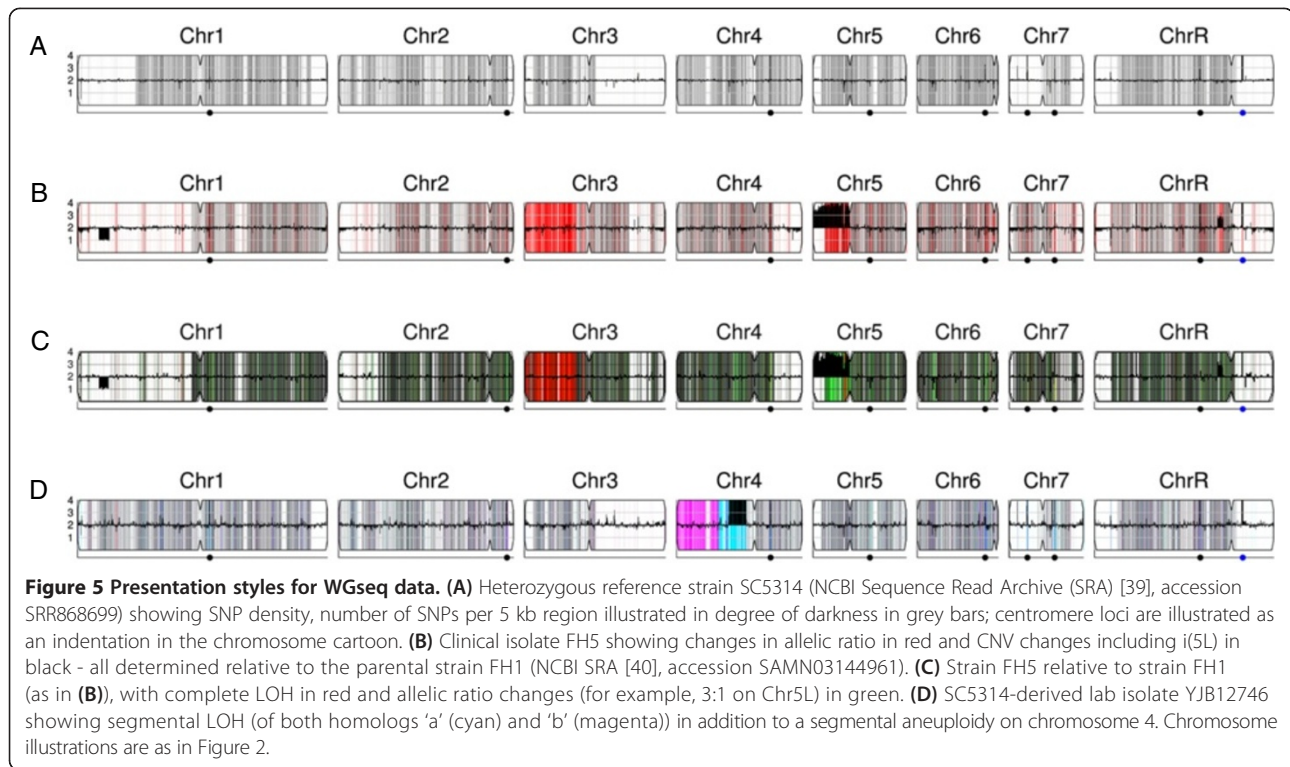 A
Chr1 Chr2 Chr3 Chr4 Chr5 Chr6 Chr7 ChrR
4
3
2
1
B
Chr1 Chr2 Chr3 Chr4 Chr5 Chr6 Chr7 ChrR
4
3
2
1
C
Chr1 Chr2 Chr3 Chr4 Chr5 Chr6 Chr7 ChrR
4
3
2
1
D
Chr1 Chr2 Chr3 Chr4 Chr5 Chr6 Chr7 ChrR
4
3
2
1
Figure 5 Presentation styles for WGseq data. (A) Heterozygous reference strain SC5314 (NCBI Sequence Read Archive (SRA) [39], accession
SRR868699) showing SNP density, number of SNPs per 5 kb region illustrated in degree of darkness in grey bars; centromere loci are illustrated as
an indentation in the chromosome cartoon. (B) Clinical isolate FH5 showing changes in allelic ratio in red and CNV changes including i(5L) in
black - all determined relative to the parental strain FH1 (NCBI SRA [40], accession SAMN03144961). (C) Strain FH5 relative to strain FH1
(as in (B)), with complete LOH in red and allelic ratio changes (for example, 3:1 on Chr5L) in green. (D) SC5314-derived lab isolate YJB12746
showing segmental LOH (of both homologs 'a' (cyan) and 'b' (magenta)) in addition to a segmental aneuploidy on chromosome 4. Chromosome
illustrations are as in Figure 2.